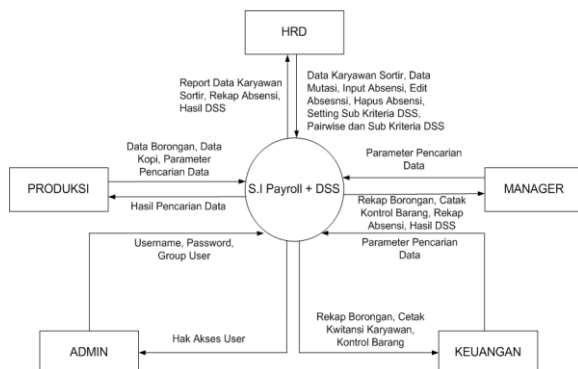 HRD
Report Data Karyawan
Sortir, Rekap Absensi,
Hasil DSS
Data Karyawan Sortir, Data
Mutasi, Input Absensi, Edit
Absesnsi, Hapus Absensi,
Setting Sub Kriteria DSS,
Pairwise dan Sub Kriteria DSS
Data Borongan, Data
Kopi, Parameter
Pencarian Data
Parameter Pencarian
Data
PRODUKSI
S.I Payroll + DSS
MANAGER
Hasil Pencarian Data
Rekap Borongan, Catak
Kontrol Barang, Rekap
Absensi, Hasil DSS
Username, Password,
Group User
Parameter Pencarian
Data
Hak Akses User
Rekap Borongan, Cetak
Kwitansi Karyawan,
Kontrol Barang
ADMIN
KEUANGAN